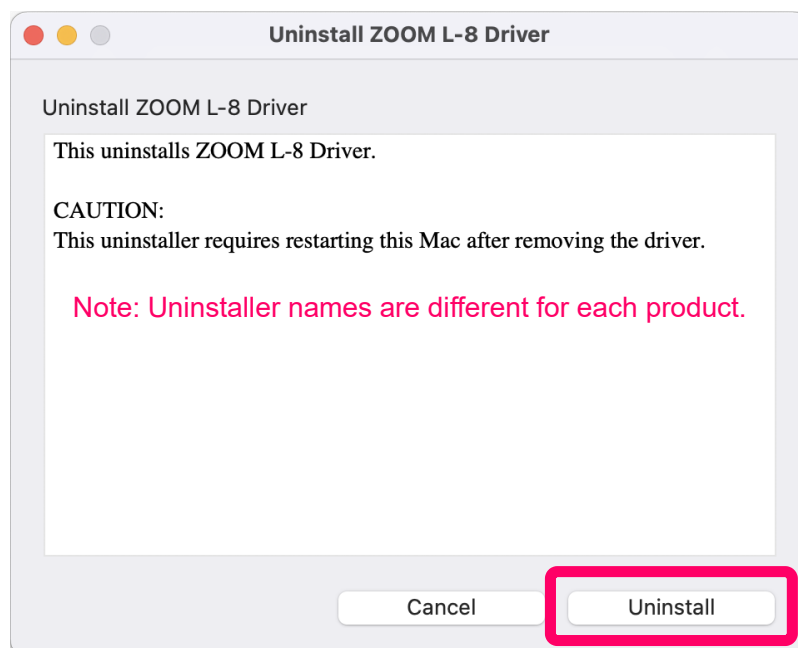 Uninstall ZOOM L-8 Driver
Uninstall ZOOM L-8 Driver
This uninstalls ZOOM L-8 Driver.
CAUTION:
This uninstaller requires restarting this Mac after removing the driver.
Note: Uninstaller names are different for each product.
Cancel
Uninstall